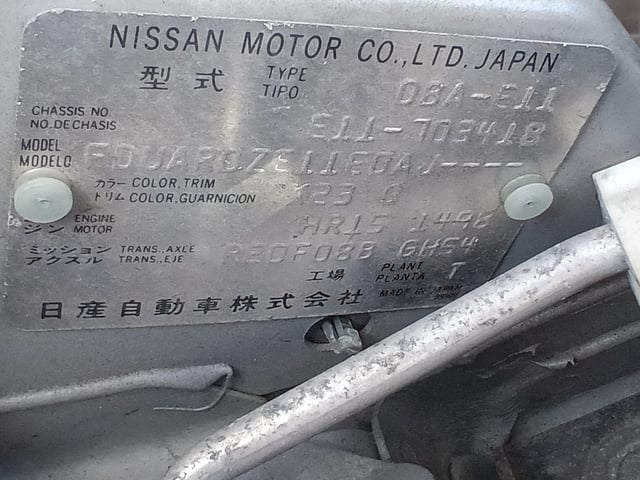 NISSAN MOTOR CO., LTD. JAPAN
型式 TYPE TIPO DBA-E11
CHASSIS NO. NO. DE CHASIS E11-703418
MODEL MODELO
カラー COLOR, TRIM トリム COLOR, GUARNICION K23 G
ジン ENGINE MOTOR HR15 1498
ミッション TRANS., AXLE アクスル TRANS., EJE RE0F08B GH54
工場 PLANT PLANTA T
日産自動車株式会社 MADE IN JAPAN